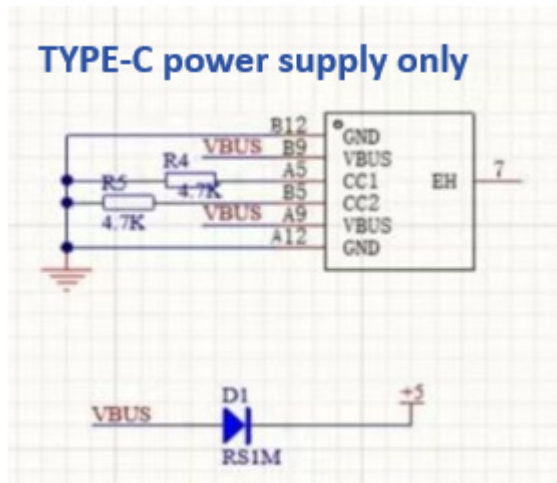 TYPE-C power supply only
B12
GND
VBUS B9
VBUS
R4
A5
CC1
EH
7
4.7K
R5
B5
CC2
4.7K
VBUS A9
VBUS
A12
GND
D1
+5
VBUS
RS1M